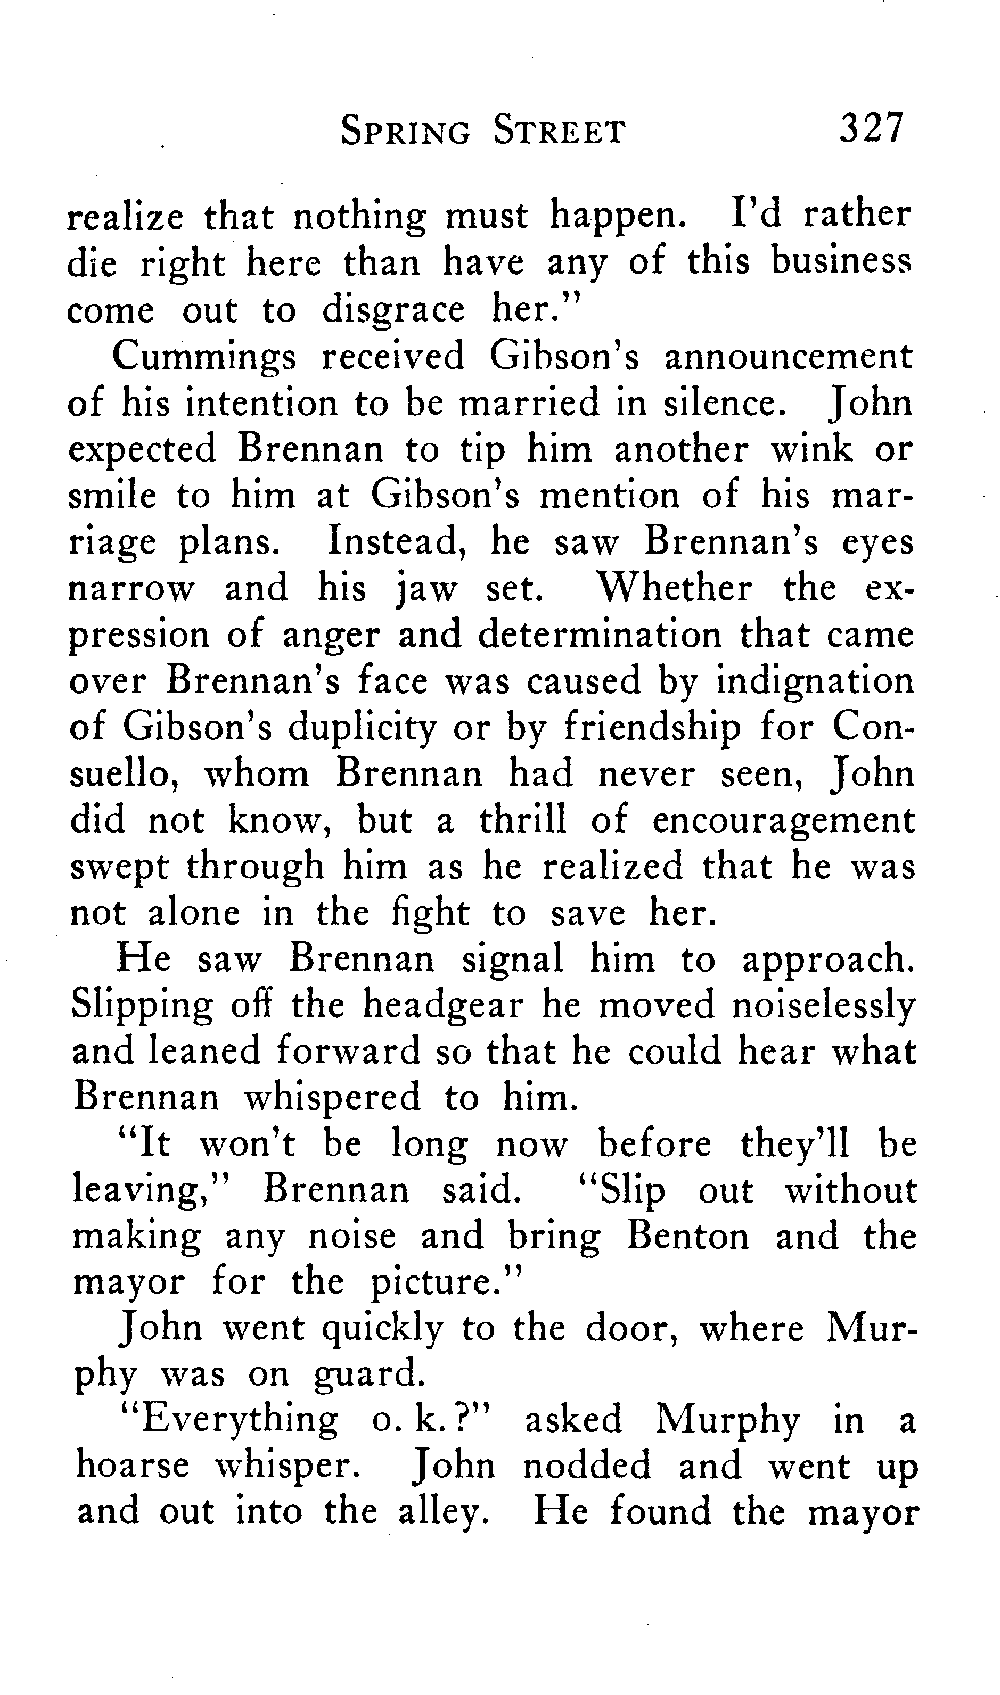 SPRING STREET 327
realize that nothing must happen. I'd rather
die right here than have any of this business
come out to disgrace her."
Cummings received Gibson's announcement
of his intention to be married in silence. John
expected Brennan to tip him another wink or
smile to him at Gibson's mention of his mar-
riage plans. Instead, he saw Brennan's eyes
narrow and his jaw set. Whether the ex-
pression of anger and determination that came
over Brennan's face was caused by indignation
of Gibson's duplicity or by friendship for Con-
suello, whom Brennan had never seen, John
did not know, but a thrill of encouragement
swept through him as he realized that he was
not alone in the fight to save her.
He saw Brennan signal him to approach.
Slipping off the headgear he moved noiselessly
and leaned forward so that he could hear what
Brennan whispered to him.
"It won't be long now before they'll be
leaving," Brennan said. "Slip out without
making any noise and bring Benton and the
mayor for the picture."
John went quickly to the door, where Mur-
phy was on guard.
"Everything o. k.?" asked Murphy in a
hoarse whisper. John nodded and went up
and out into the alley. He found the mayor